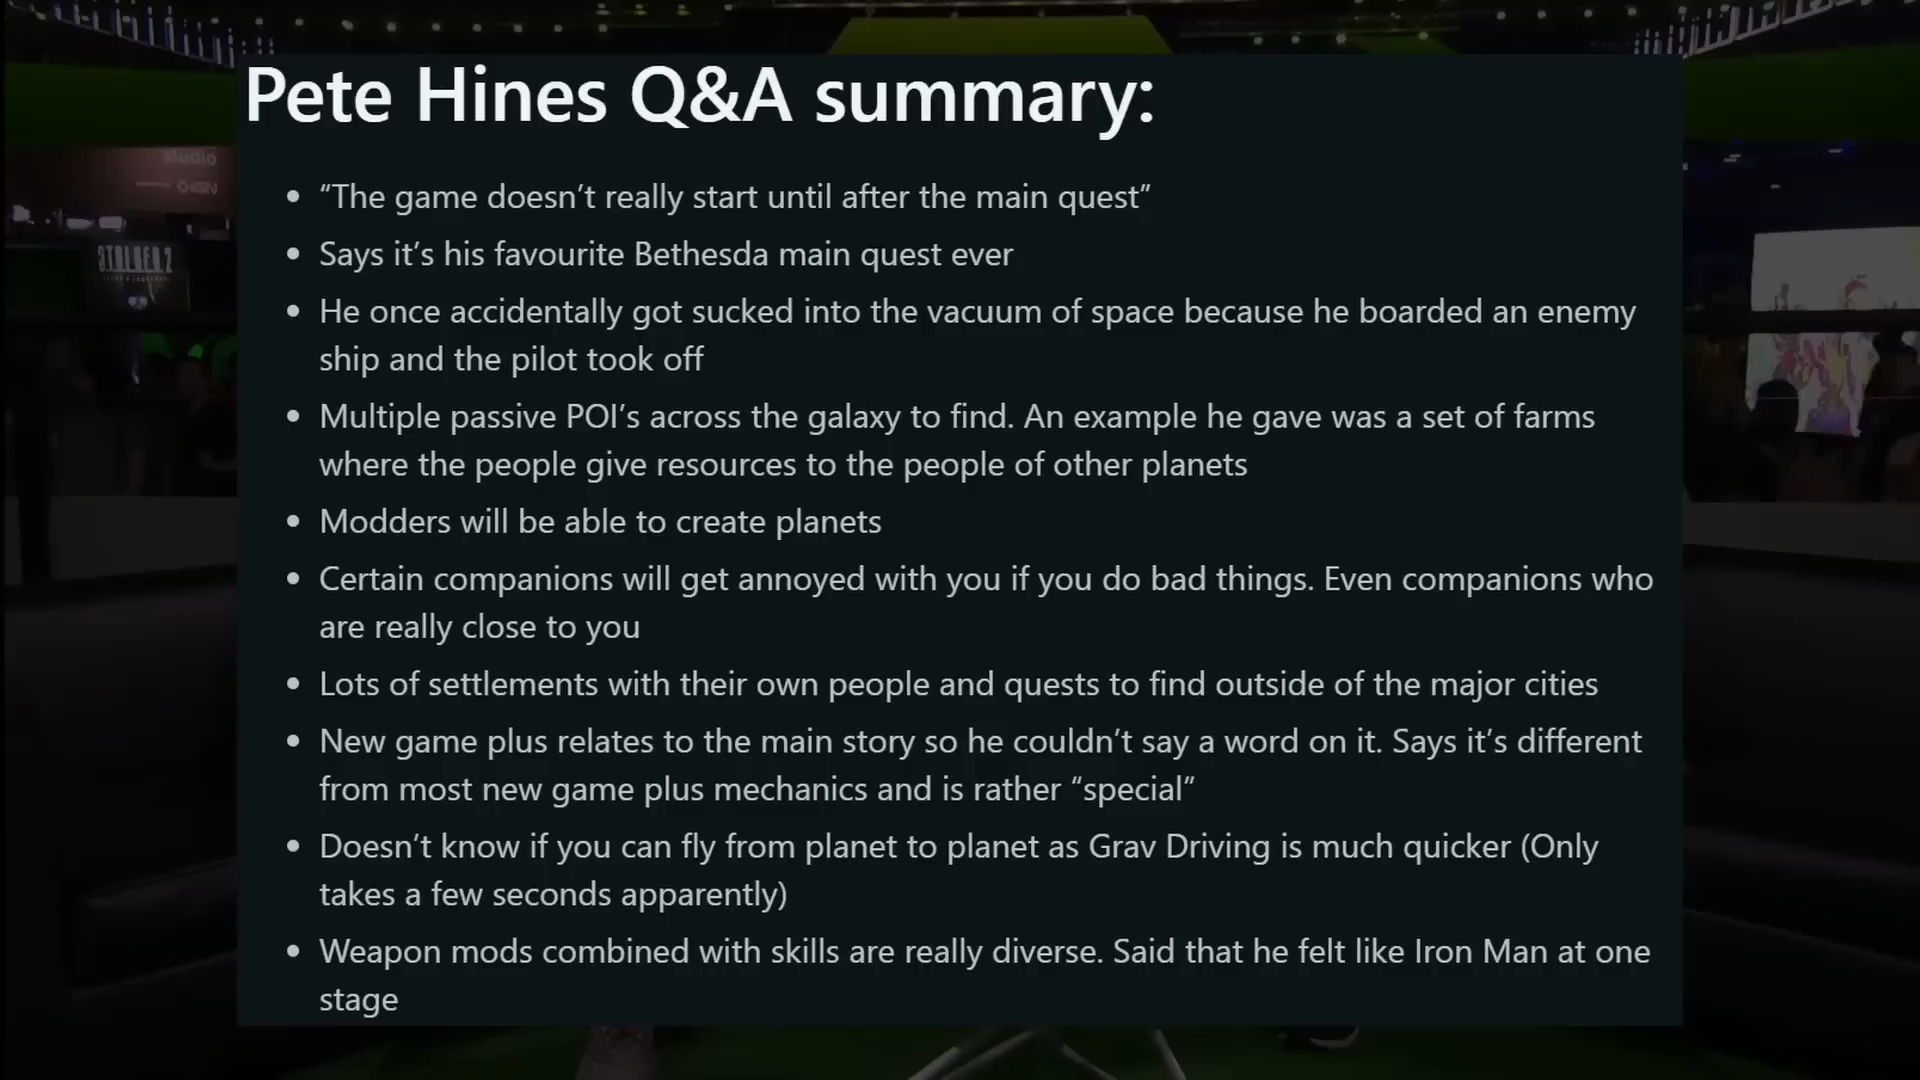 Pete Hines Q&A summary:
• “The game doesn’t really start until after the main quest”
• Says it’s his favourite Bethesda main quest ever
• He once accidentally got sucked into the vacuum of space because he boarded an enemy
ship and the pilot took off
• Multiple passive POI’s across the galaxy to find. An example he gave was a set of farms
where the people give resources to the people of other planets
• Modders will be able to create planets
• Certain companions will get annoyed with you if you do bad things. Even companions who
are really close to you
• Lots of settlements with their own people and quests to find outside of the major cities
• New game plus relates to the main story so he couldn’t say a word on it. Says it’s different
from most new game plus mechanics and is rather “special”
• Doesn’t know if you can fly from planet to planet as Grav Driving is much quicker (Only
takes a few seconds apparently)
• Weapon mods combined with skills are really diverse. Said that he felt like Iron Man at one
stage
studio
IGN
S.T.A.L.K.E.R. 2